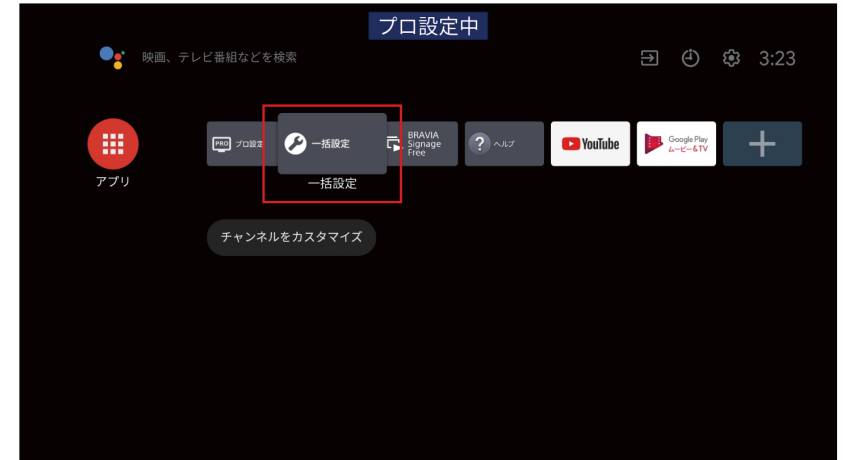 プロ設定中
映画、テレビ番組などを検索
3:23
PRO プロ設定
一括設定
BRAVIA
Signage
Free
? ヘルプ
YouTube
Google Play
ムービー&TV
アプリ
一括設定
チャンネルをカスタマイズ